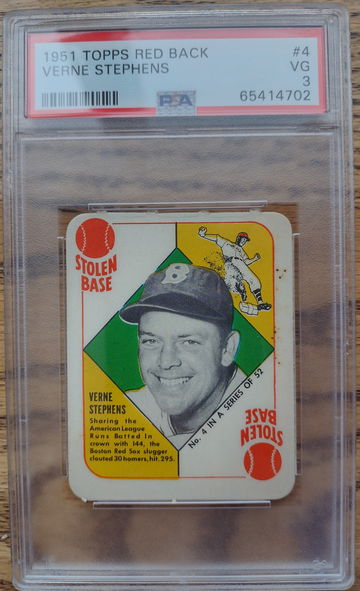 1951 TOPPS RED BACK #4
VERNE STEPHENS VG
3
PSA 65414702
STOLEN
BASE
B
VERNE
STEPHENS
Sharing the
American League
Runs Batted In
crown with 144, the
Boston Red Sox slugger
clouted 30 homers, hit .295.
No. 4 IN A SERIES OF 52
STOLEN
BASE